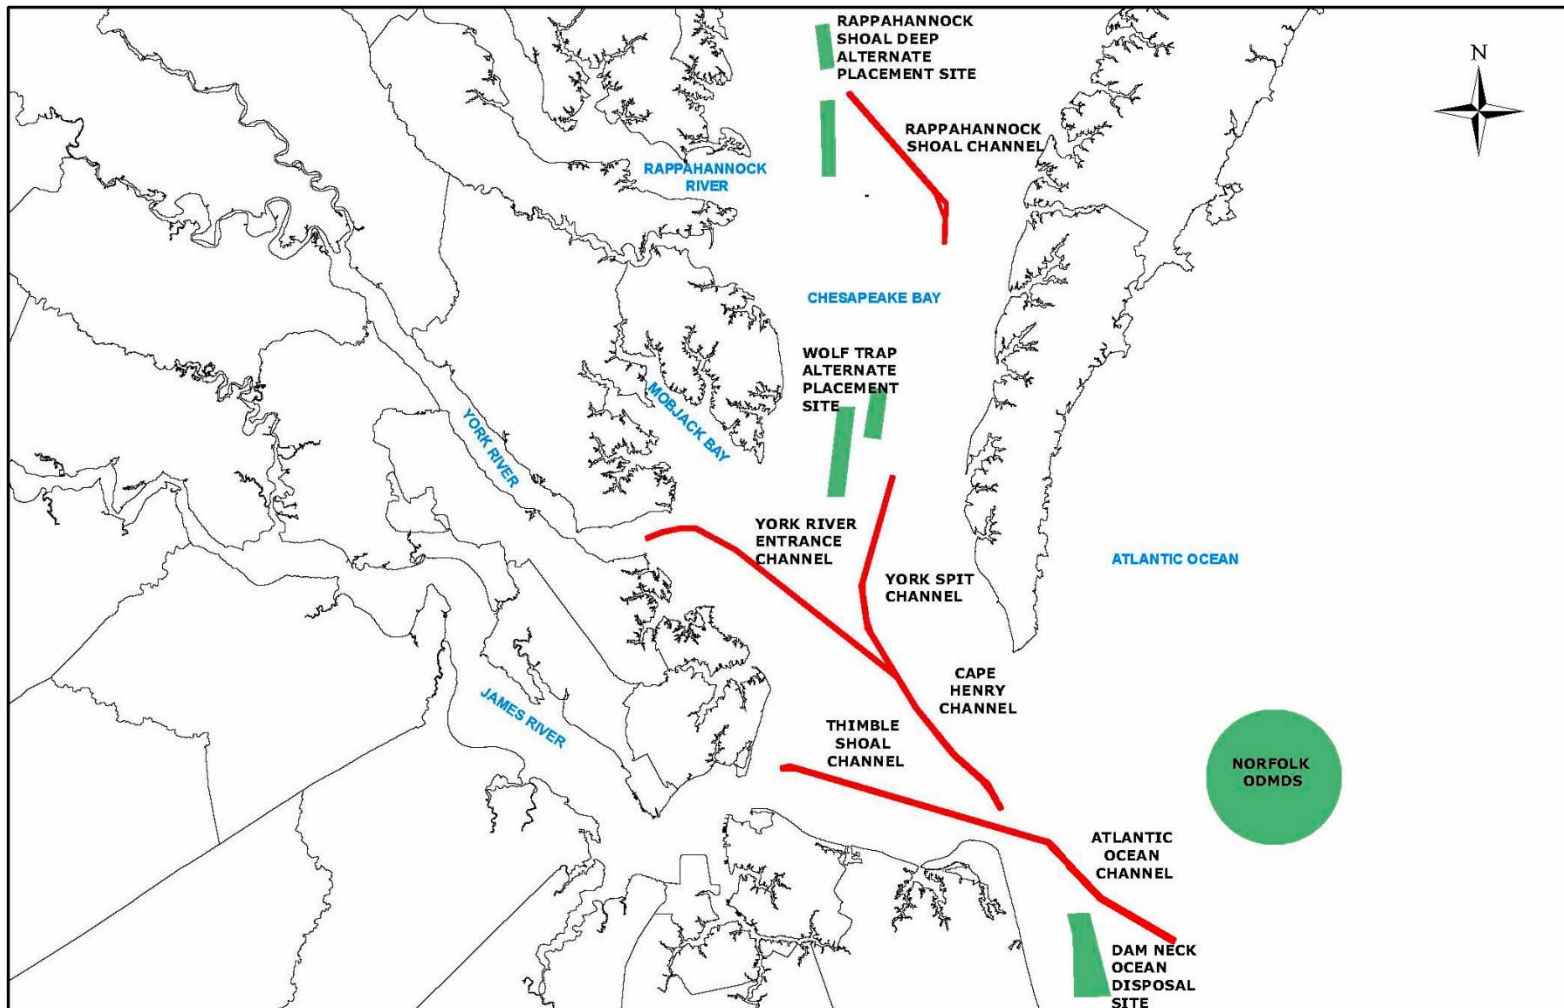 RAPPAHANNOCK
SHOAL DEEP
ALTERNATE
PLACEMENT SITE
N
RAPPAHANNOCK
SHOAL CHANNEL
RAPPAHANNOCK
RIVER
CHESAPEAKE BAY
WOLF TRAP
ALTERNATE
PLACEMENT
SITE
MOBJACK BAY
YORK RIVER
YORK RIVER
ENTRANCE
CHANNEL
ATLANTIC OCEAN
YORK SPIT
CHANNEL
CAPE
HENRY
CHANNEL
JAMES RIVER
THIMBLE
SHOAL
CHANNEL
NORFOLK
ODMDS
ATLANTIC
OCEAN
CHANNEL
DAM NECK
OCEAN
DISPOSAL
SITE